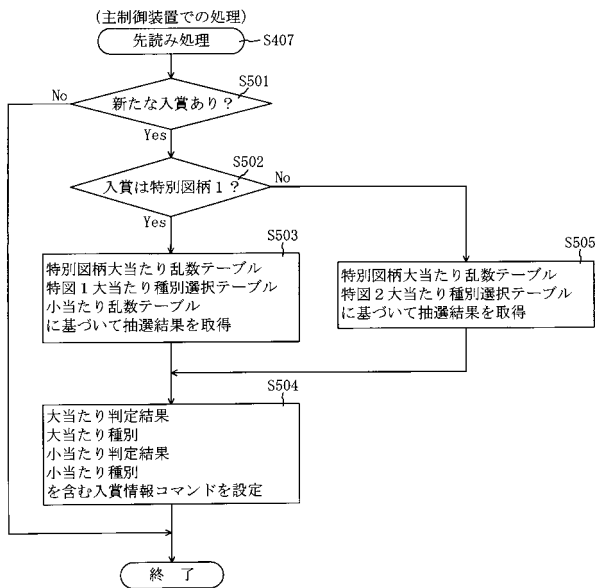 (主制御装置での処理)
先読み処理
S407
S501
No
新たな入賞あり？
Yes
S502
No
入賞は特別図柄１？
Yes
S503
特別図柄大当たり乱数テーブル
特図１大当たり種別選択テーブル
小当たり乱数テーブル
に基づいて抽選結果を取得
S505
特別図柄大当たり乱数テーブル
特図２大当たり種別選択テーブル
に基づいて抽選結果を取得
S504
大当たり判定結果
大当たり種別
小当たり判定結果
小当たり種別
を含む入賞情報コマンドを設定
終 了